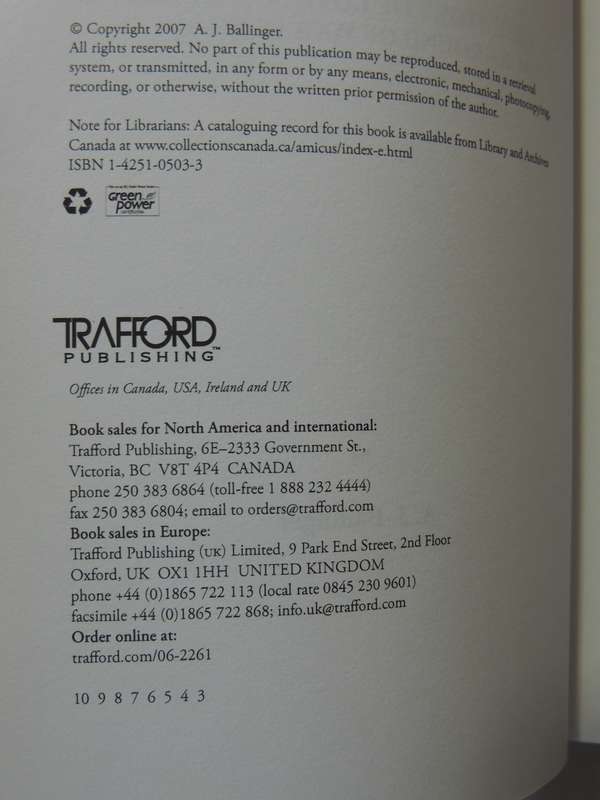 © Copyright 2007 A. J. Ballinger.
All rights reserved. No part of this publication may be reproduced, stored in a retrieval
system, or transmitted, in any form or by any means, electronic, mechanical, photocopying,
recording, or otherwise, without the written prior permission of the author.
Note for Librarians: A cataloguing record for this book is available from Library and Archives
Canada at www.collectionscanada.ca/amicus/index-e.html
ISBN 1-4251-0503-3
green
power
TRAFFORD™
PUBLISHING
Offices in Canada, USA, Ireland and UK
Book sales for North America and international:
Trafford Publishing, 6E–2333 Government St.,
Victoria, BC V8T 4P4 CANADA
phone 250 383 6864 (toll-free 1 888 232 4444)
fax 250 383 6804; email to orders@trafford.com
Book sales in Europe:
Trafford Publishing (UK) Limited, 9 Park End Street, 2nd Floor
Oxford, UK OX1 1HH UNITED KINGDOM
phone +44 (0)1865 722 113 (local rate 0845 230 9601)
facsimile +44 (0)1865 722 868; info.uk@trafford.com
Order online at:
trafford.com/06-2261
10 9 8 7 6 5 4 3